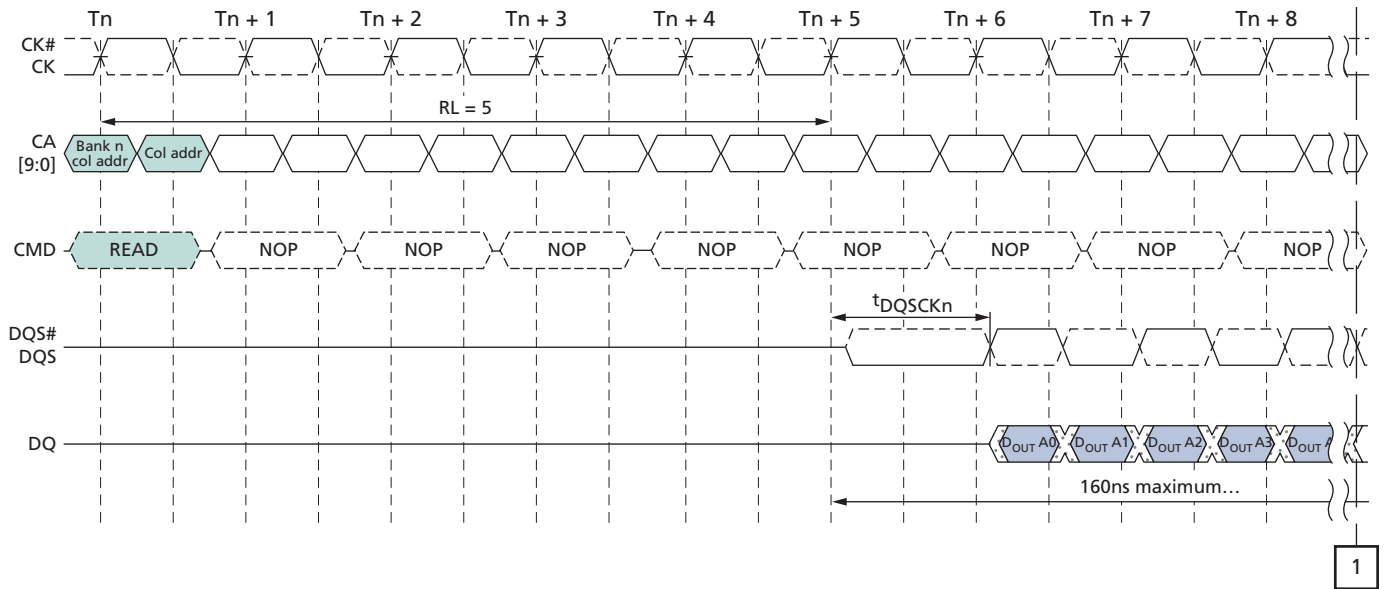 Tn Tn + 1 Tn + 2 Tn + 3 Tn + 4 Tn + 5 Tn + 6 Tn + 7 Tn + 8
CK#
CK
RL = 5
CA
[9:0]
Bank n
col addr
Col addr
CMD READ NOP NOP NOP NOP NOP NOP NOP NOP
tDQSCKn
DQS#
DQS
DQ DOUT A0 DOUT A1 DOUT A2 DOUT A3 DOUT A
160ns maximum…
1